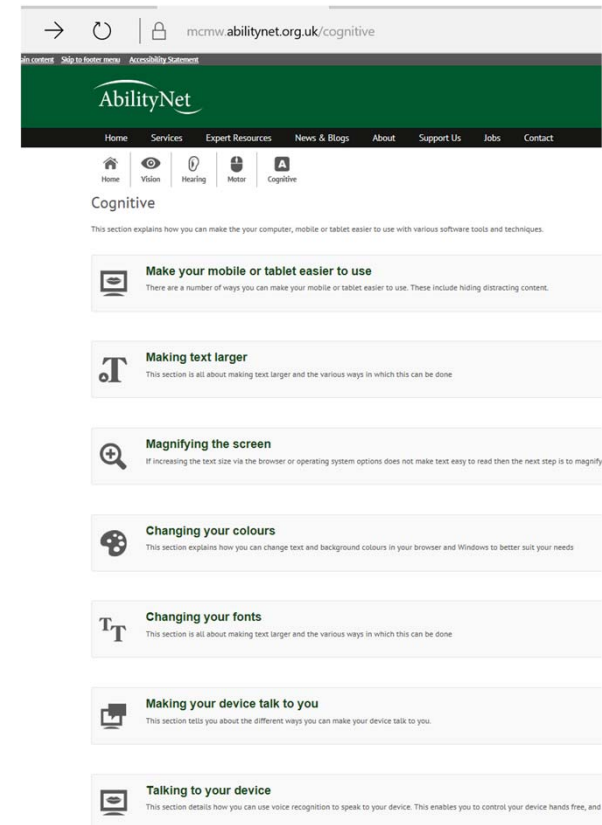 mcmw.abilitynet.org.uk/cognitive
ain content Skip to footer menu Accessibility Statement
AbilityNet
Home Services Expert Resources News & Blogs About Support Us Jobs Contact
A
Home Vision Hearing Motor Cognitive
Cognitive
This section explains how you can make the your computer, mobile or tablet easier to use with various software tools and techniques.
Make your mobile or tablet easier to use
There are a number of ways you can make your mobile or tablet easier to use. These include hiding distracting content.
Making text larger
This section is all about making text larger and the various ways in which this can be done
Magnifying the screen
If increasing the text size via the browser or operating system options does not make text easy to read then the next step is to magnify
Changing your colours
This section explains how you can change text and background colours in your browser and Windows to better suit your needs
Changing your fonts
This section is all about making text larger and the various ways in which this can be done
Making your device talk to you
This section tells you about the different ways you can make your device talk to you.
Talking to your device
This section details how you can use voice recognition to speak to your device. This enables you to control your device hands free, and